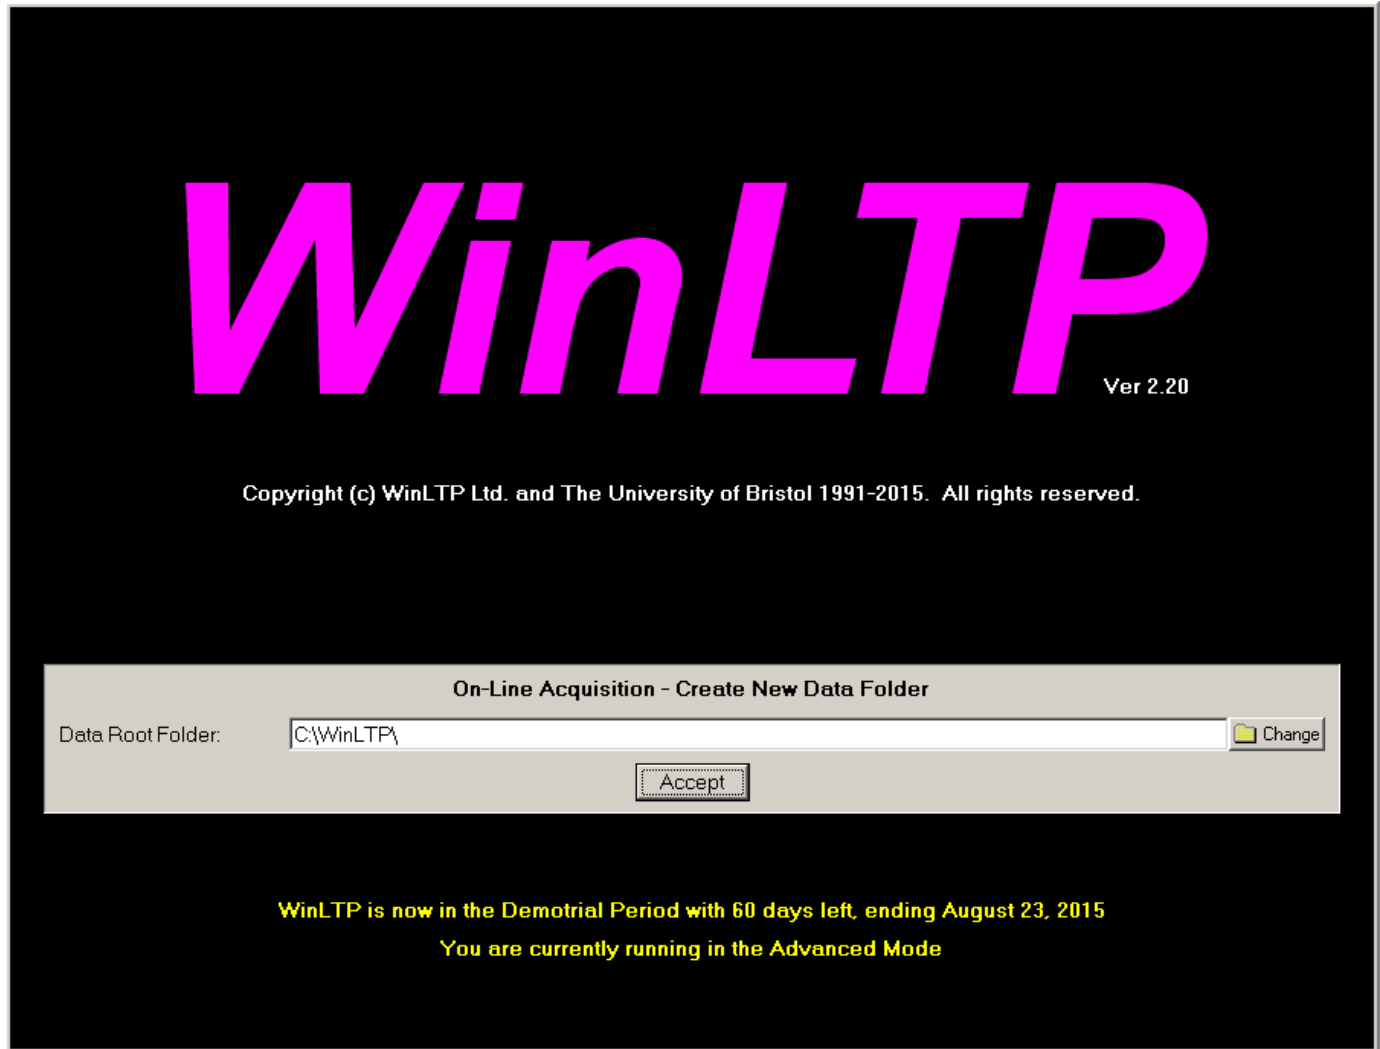 WinLTP
Ver 2.20
Copyright (c) WinLTP Ltd. and The University of Bristol 1991-2015.  All rights reserved.
On-Line Acquisition - Create New Data Folder
Data Root Folder: C:\WinLTP\ Change
Accept
WinLTP is now in the Demotrial Period with 60 days left, ending August 23, 2015
You are currently running in the Advanced Mode